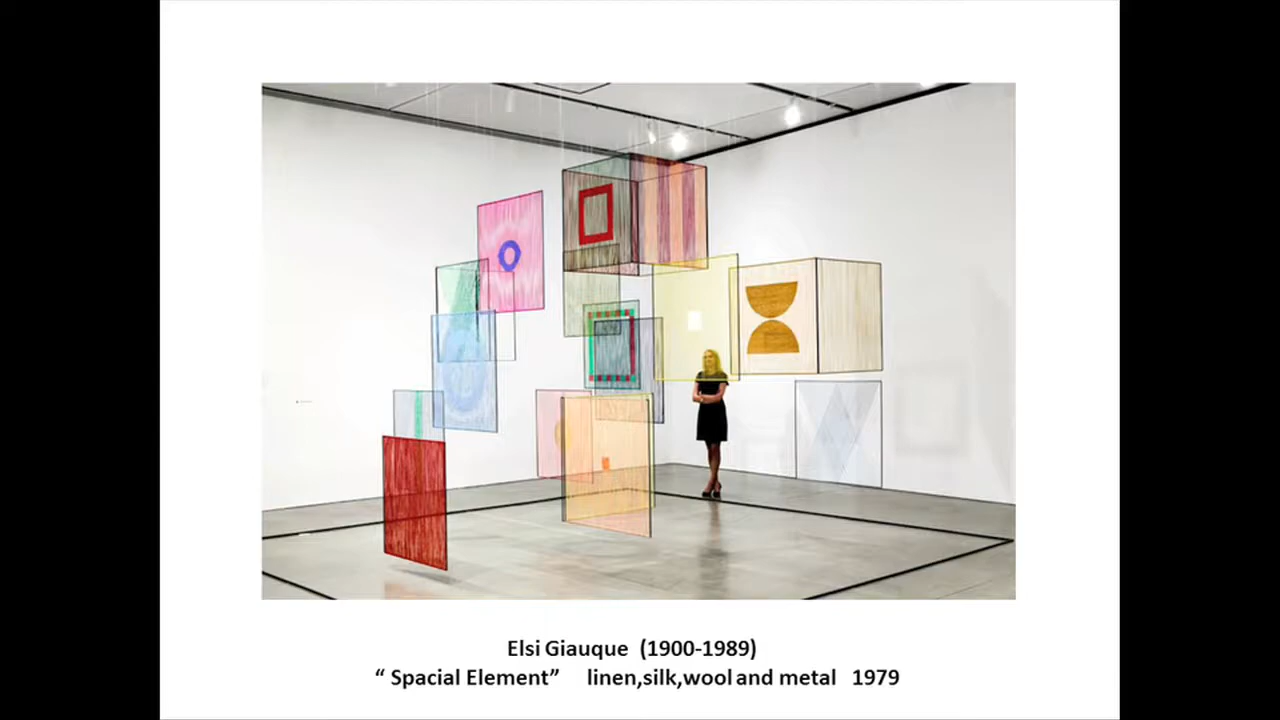 Elsi Giauque (1900-1989)
“ Spacial Element” linen,silk,wool and metal 1979